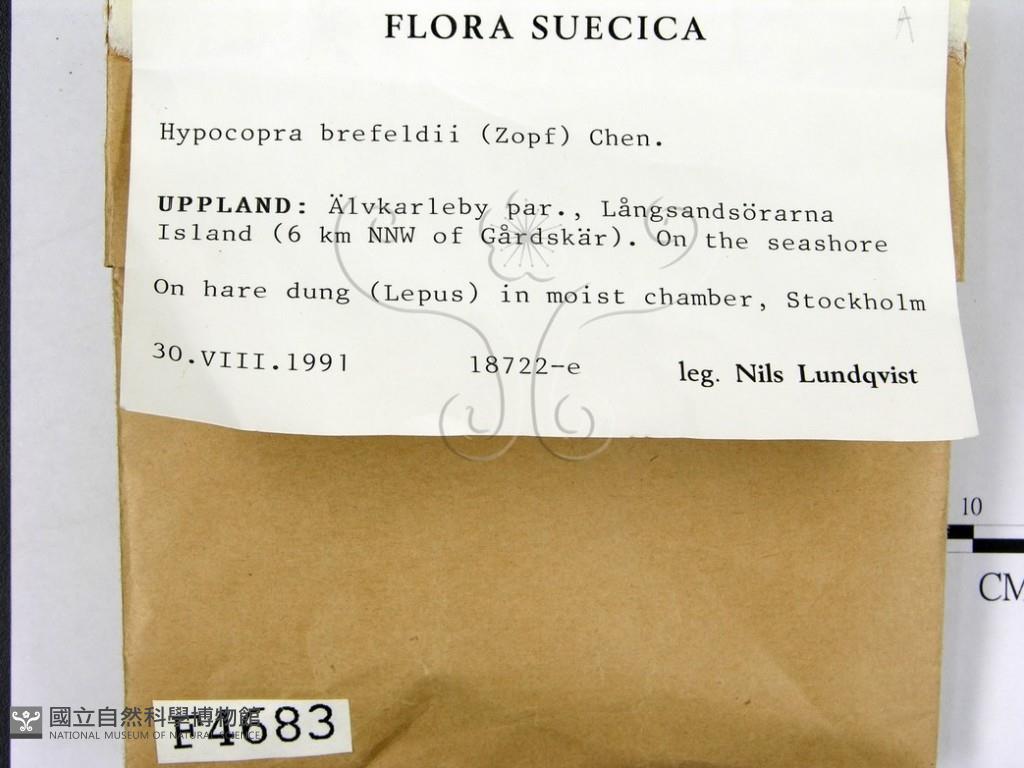 FLORA SUECICA
A
Hypocopra brefeldii (Zopf) Chen.
UPPLAND: Älvkarleby par., Långsandsörarna
Island (6 km NNW of Gårdskär). On the seashore
On hare dung (Lepus) in moist chamber, Stockholm
30.VIII.1991 18722-e leg. Nils Lundqvist
10
CM
F4683
國立自然科學博物館
NATIONAL MUSEUM OF NATURAL SCIENCE